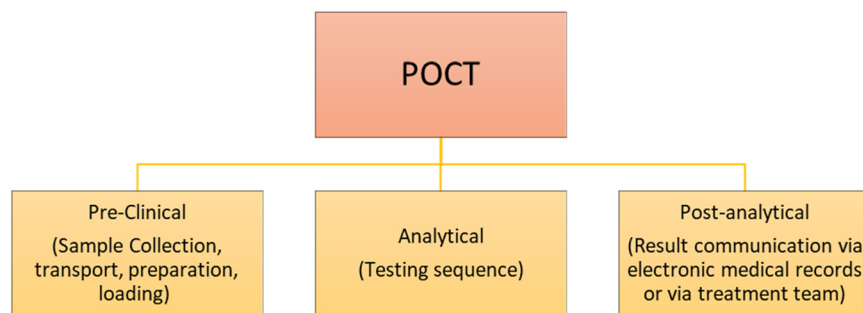 POCT
Pre-Clinical
(Sample Collection,
transport, preparation,
loading)
Analytical
(Testing sequence)
Post-analytical
(Result communication via
electronic medical records
or via treatment team)